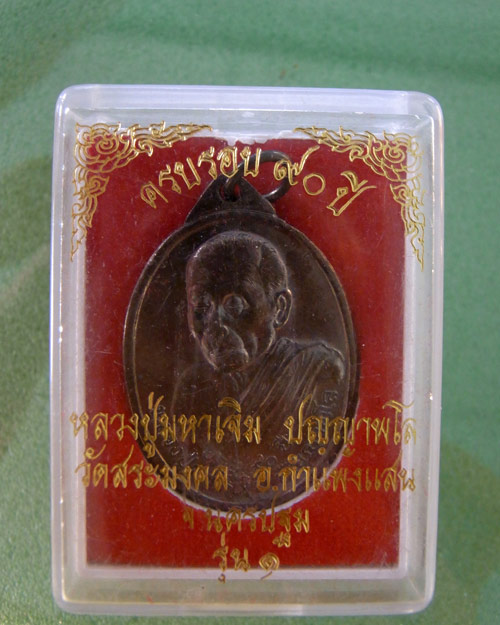 ครบรอบ ๙๐ ปี
หลวงปู่มหาเจิม ปญฺญาพโล
วัดสระมงคล อ.กำแพงแสน
จ.นครปฐม
รุ่น ๑